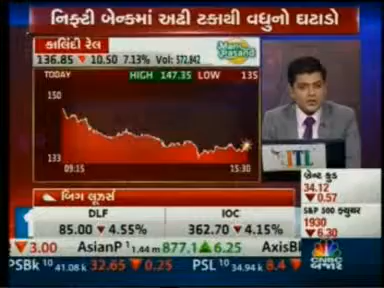 નિફ્ટી બેન્કમાં અઢી ટકાથી વધુનો ઘટાડો
કાલિંદી રેલ
Man Prasand
136.85 ▼ 10.50 7.13% Vol: 572,842
TODAY HIGH 147.35 LOW 135
150
133
09:15 15:30
ITL
બિગ લૂઝર્સ
DLF IOC
85.00 ▼ 4.55% 362.70 ▼ 4.15%
બ્રેન્ટ ક્રુડ
34.12
▼ 0.57
S&P 500 ફ્યુચર
1930
▼ 6.30
▼ 3.00 AsianP 1.44 m 877.1 ▲ 6.25 AxisB
PSBk 10 41.08 k 32.65 ▼ 0.25 PSL 10 34.94 k 8.4 ▼
CNBC
બજાર